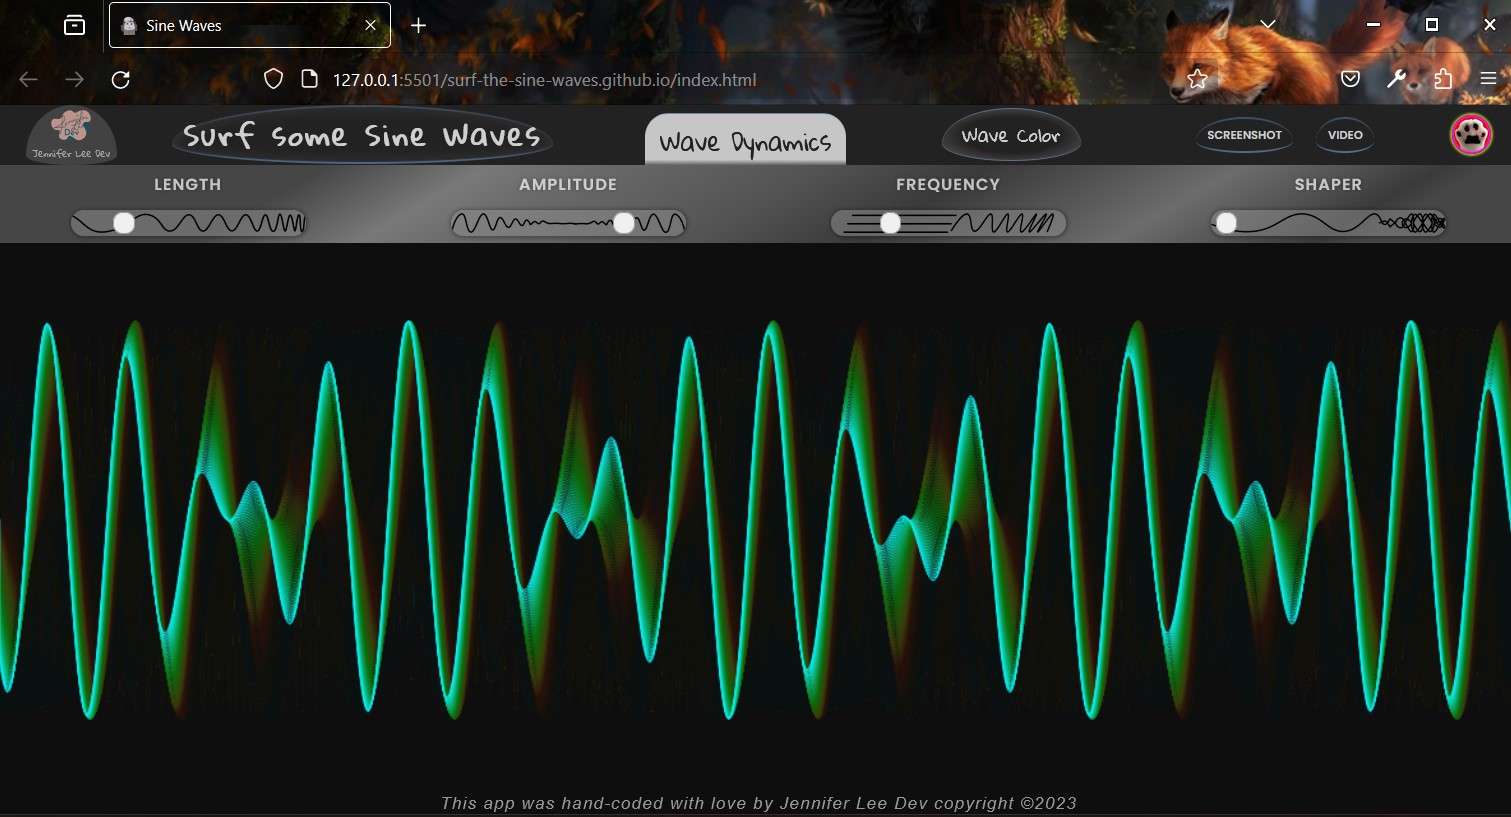 Sine Waves
127.0.0.1:5501/surf-the-sine-waves.github.io/index.html
Jennifer Lee Dev
Surf some Sine Waves
Wave Dynamics
Wave Color
SCREENSHOT
VIDEO
LENGTH
AMPLITUDE
FREQUENCY
SHAPER
This app was hand-coded with love by Jennifer Lee Dev copyright ©2023